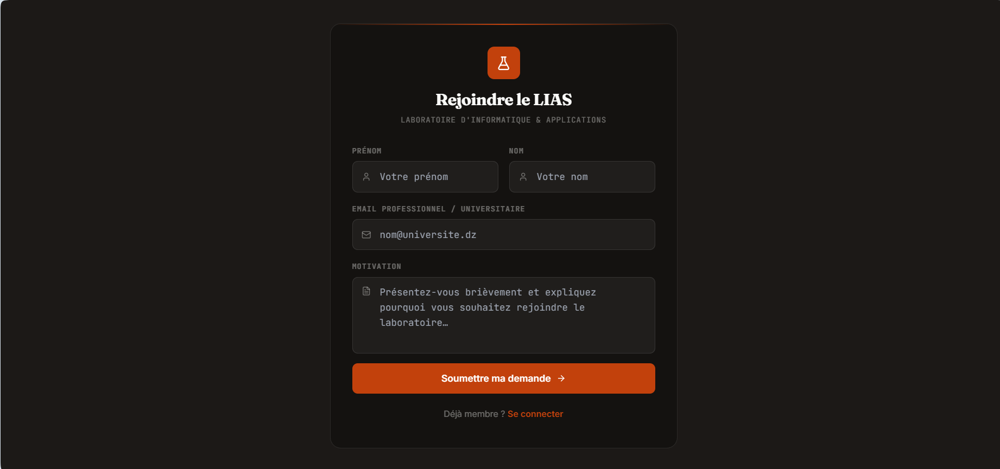 Rejoindre le LIAS
LABORATOIRE D'INFORMATIQUE & APPLICATIONS
PRÉNOM
NOM
Votre prénom
Votre nom
EMAIL PROFESSIONNEL / UNIVERSITAIRE
nom@universite.dz
MOTIVATION
Présentez-vous brièvement et expliquez
pourquoi vous souhaitez rejoindre le
laboratoire…
Soumettre ma demande →
Déjà membre ? Se connecter